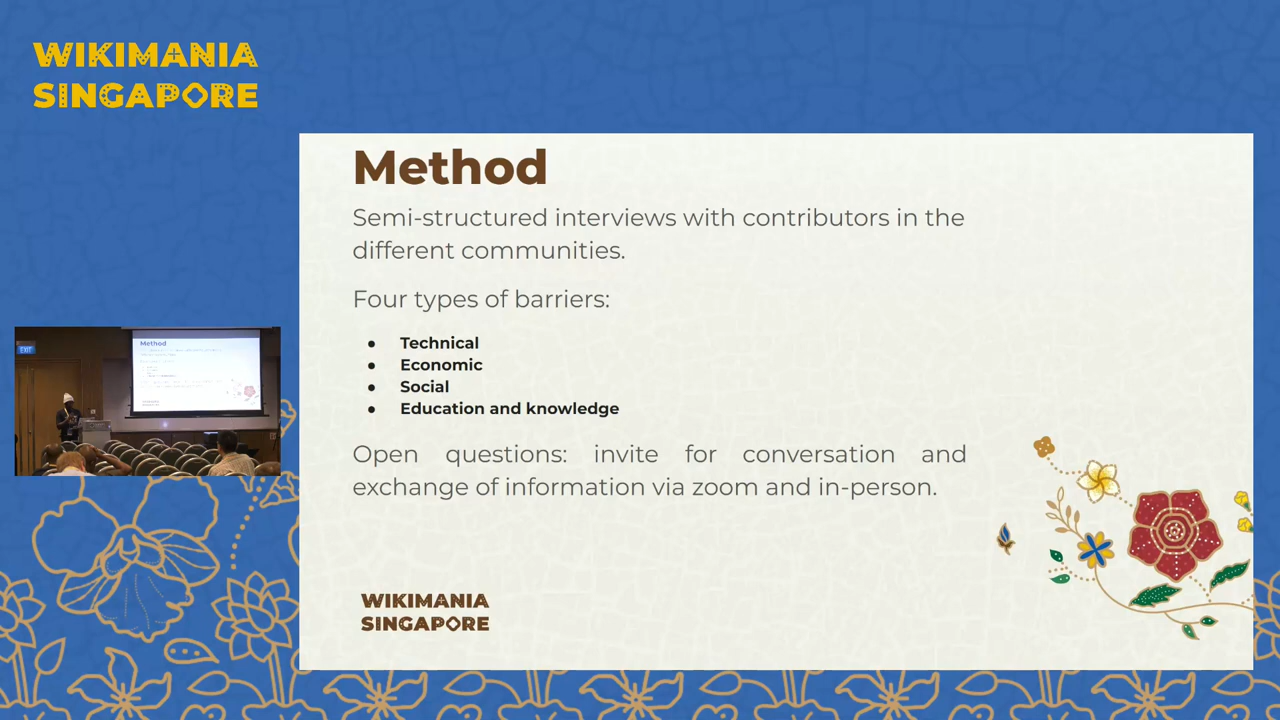 WIKIMANIA
SINGAPORE
Method
Semi-structured interviews with contributors in the
different communities.
Four types of barriers:
● Technical
● Economic
● Social
● Education and knowledge
Open questions: invite for conversation and
exchange of information via zoom and in-person.
WIKIMANIA
SINGAPORE
EXIT
Method